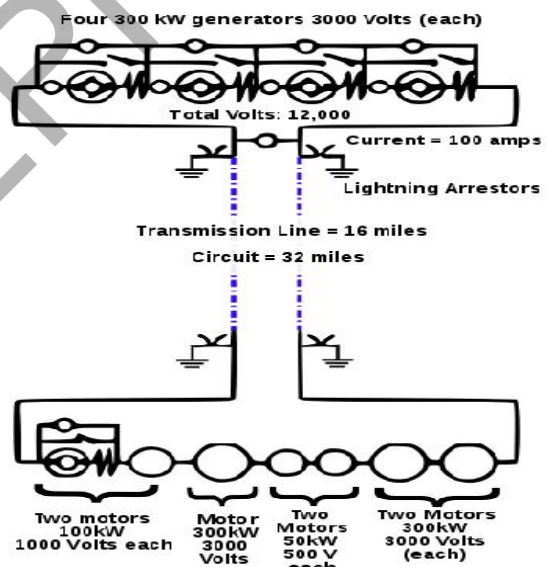 Four 300 kW generators 3000 Volts (each)
Total Volts: 12,000
Current = 100 amps
Lightning Arrestors
Transmission Line = 16 miles
Circuit = 32 miles
Two motors
100kW
1000 Volts each
Motor
300kW
3000
Volts
Two
Motors
50kW
500 V
each
Two Motors
300kW
3000 Volts
(each)